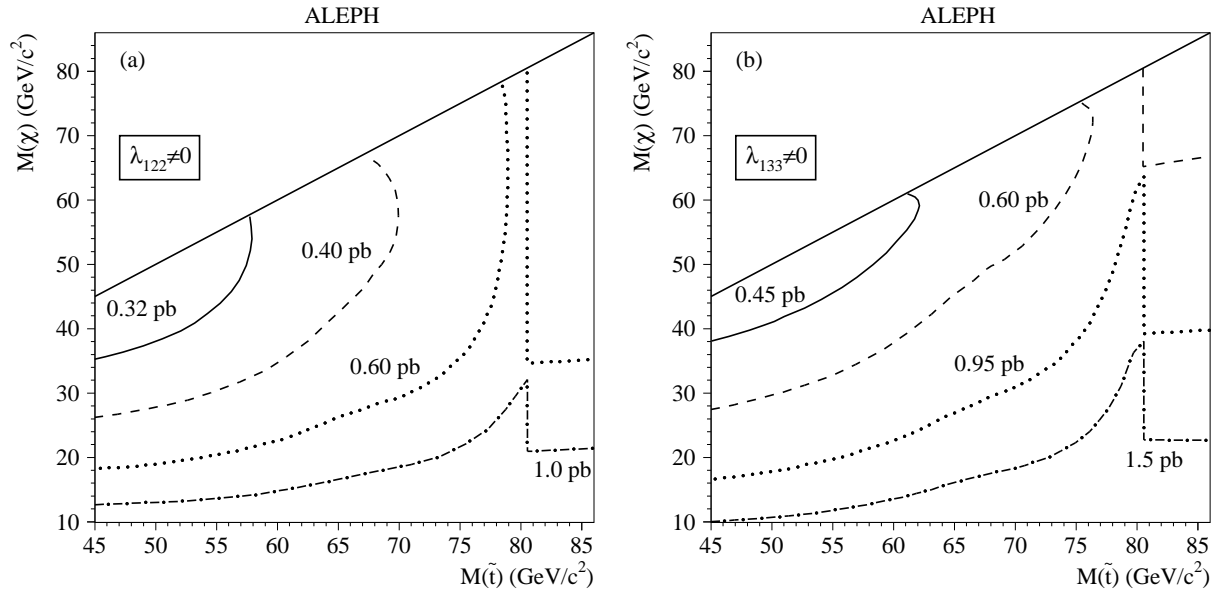 ALEPH
(a)
M(χ) (GeV/c²)
80
70
60
50
40
30
20
10
λ₁₂₂≠0
0.32 pb
0.40 pb
0.60 pb
1.0 pb
45 50 55 60 65 70 75 80 85
M(t̃) (GeV/c²)
ALEPH
(b)
M(χ) (GeV/c²)
80
70
60
50
40
30
20
10
λ₁₃₃≠0
0.60 pb
0.45 pb
0.95 pb
1.5 pb
45 50 55 60 65 70 75 80 85
M(t̃) (GeV/c²)